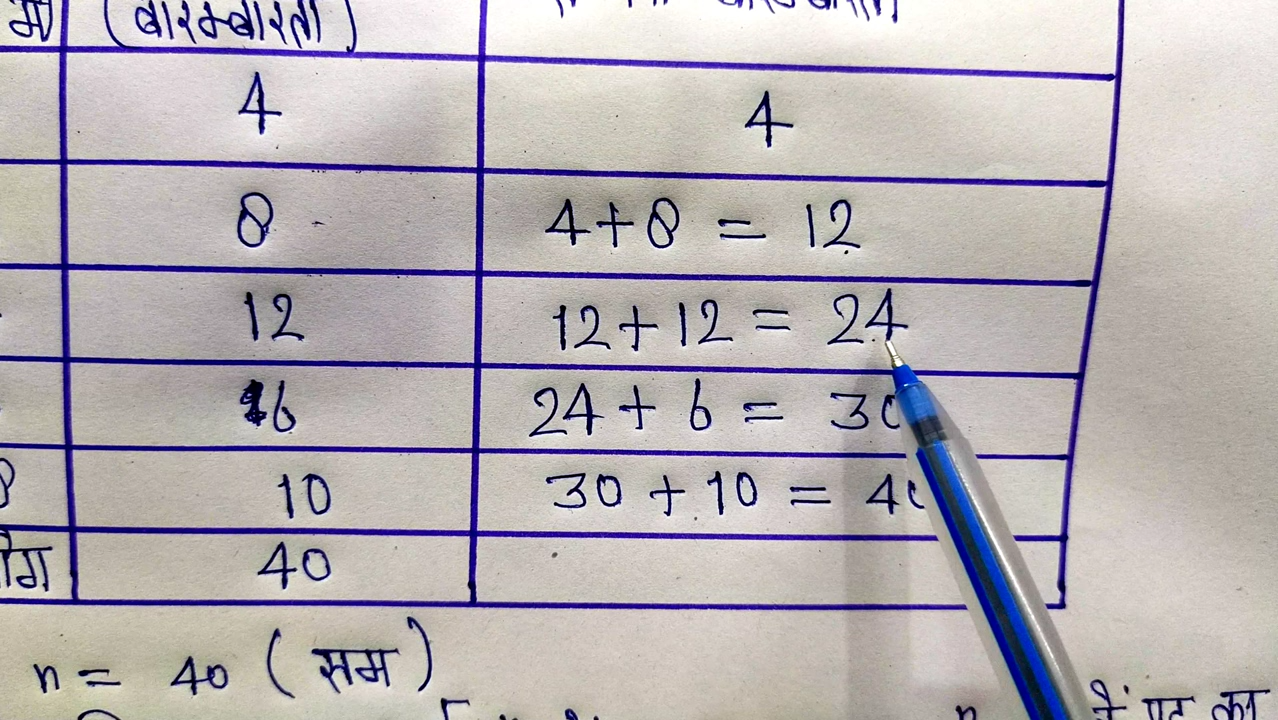 (बारम्बारता)
4 4
8 4+8 = 12
12 12+12 = 24
6 24 + 6 = 30
10 30 + 10 = 40
40
n = 40 (सम)